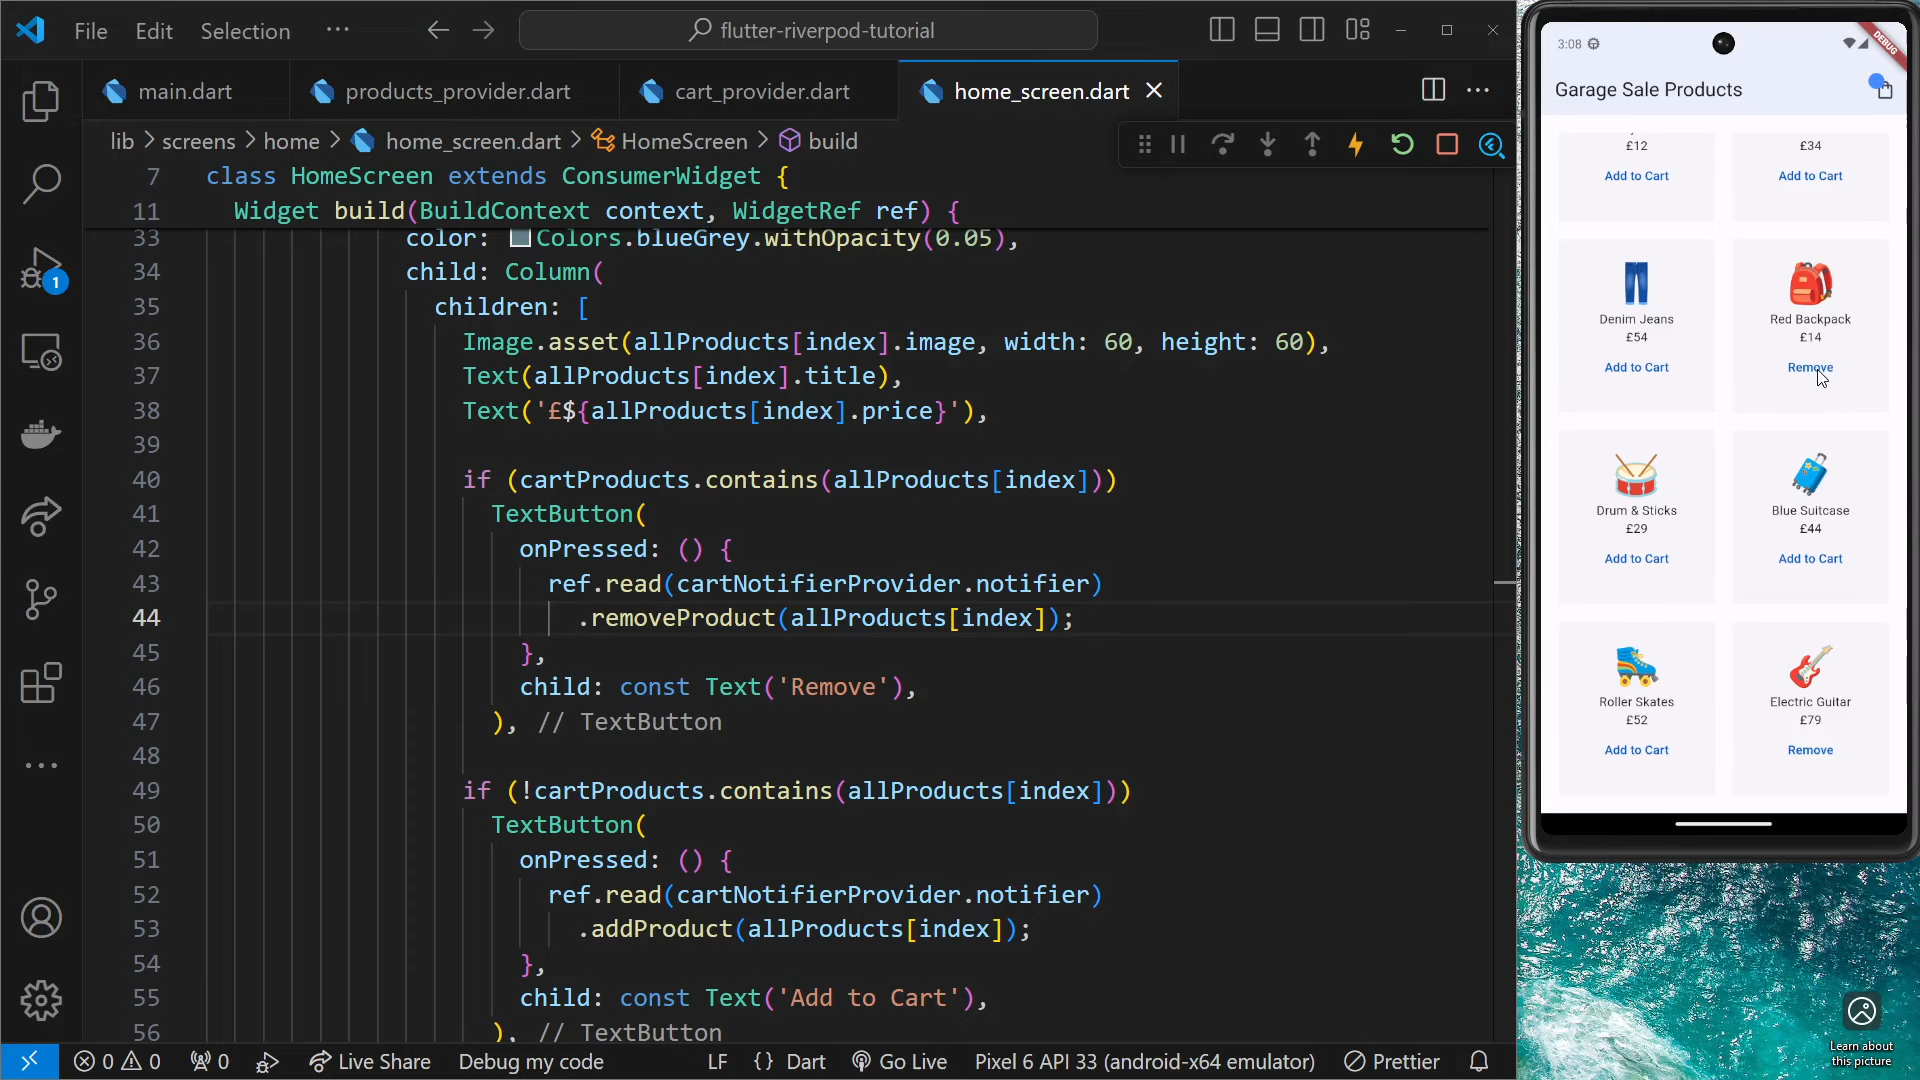 File Edit Selection ···
flutter-riverpod-tutorial
main.dart products_provider.dart cart_provider.dart home_screen.dart
lib > screens > home > home_screen.dart > HomeScreen > build
7 class HomeScreen extends ConsumerWidget {
11 Widget build(BuildContext context, WidgetRef ref) {
33 color: Colors.blueGrey.withOpacity(0.05),
34 child: Column(
35 children: [
36 Image.asset(allProducts[index].image, width: 60, height: 60),
37 Text(allProducts[index].title),
38 Text('£${allProducts[index].price}'),
39
40 if (cartProducts.contains(allProducts[index]))
41 TextButton(
42 onPressed: () {
43 ref.read(cartNotifierProvider.notifier)
44 .removeProduct(allProducts[index]);
45 },
46 child: const Text('Remove'),
47 ), // TextButton
48
49 if (!cartProducts.contains(allProducts[index]))
50 TextButton(
51 onPressed: () {
52 ref.read(cartNotifierProvider.notifier)
53 .addProduct(allProducts[index]);
54 },
55 child: const Text('Add to Cart'),
56 ), // TextButton
1
0 0 0 Live Share Debug my code LF {} Dart Go Live Pixel 6 API 33 (android-x64 emulator) Prettier
3:08
DEBUG
Garage Sale Products
£12 £34
Add to Cart Add to Cart
Denim Jeans Red Backpack
£54 £14
Add to Cart Remove
Drum & Sticks Blue Suitcase
£29 £44
Add to Cart Add to Cart
Roller Skates Electric Guitar
£52 £79
Add to Cart Remove
Learn about
this picture